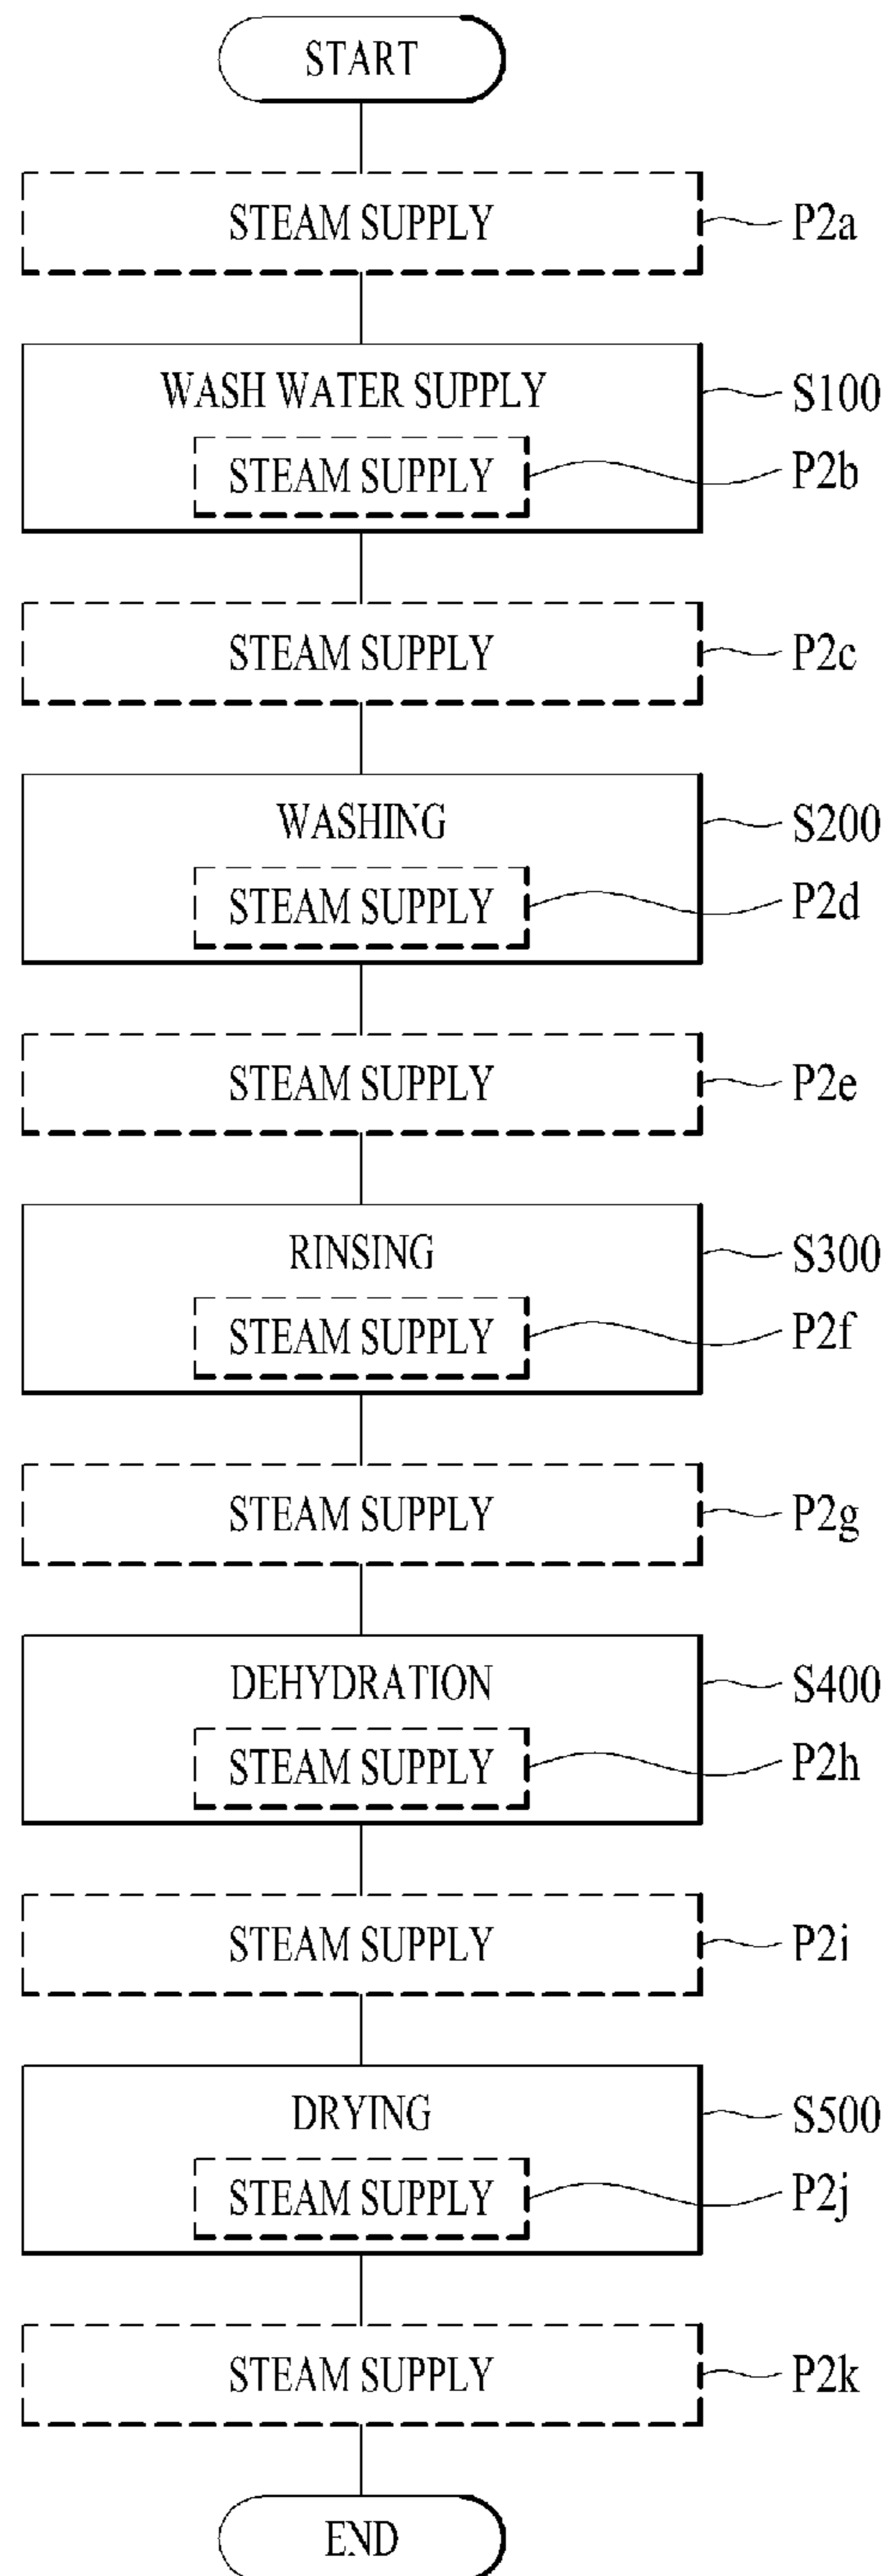 START
STEAM SUPPLY
P2a
WASH WATER SUPPLY
S100
STEAM SUPPLY
P2b
STEAM SUPPLY
P2c
WASHING
S200
STEAM SUPPLY
P2d
STEAM SUPPLY
P2e
RINSING
S300
STEAM SUPPLY
P2f
STEAM SUPPLY
P2g
DEHYDRATION
S400
STEAM SUPPLY
P2h
STEAM SUPPLY
P2i
DRYING
S500
STEAM SUPPLY
P2j
STEAM SUPPLY
P2k
END